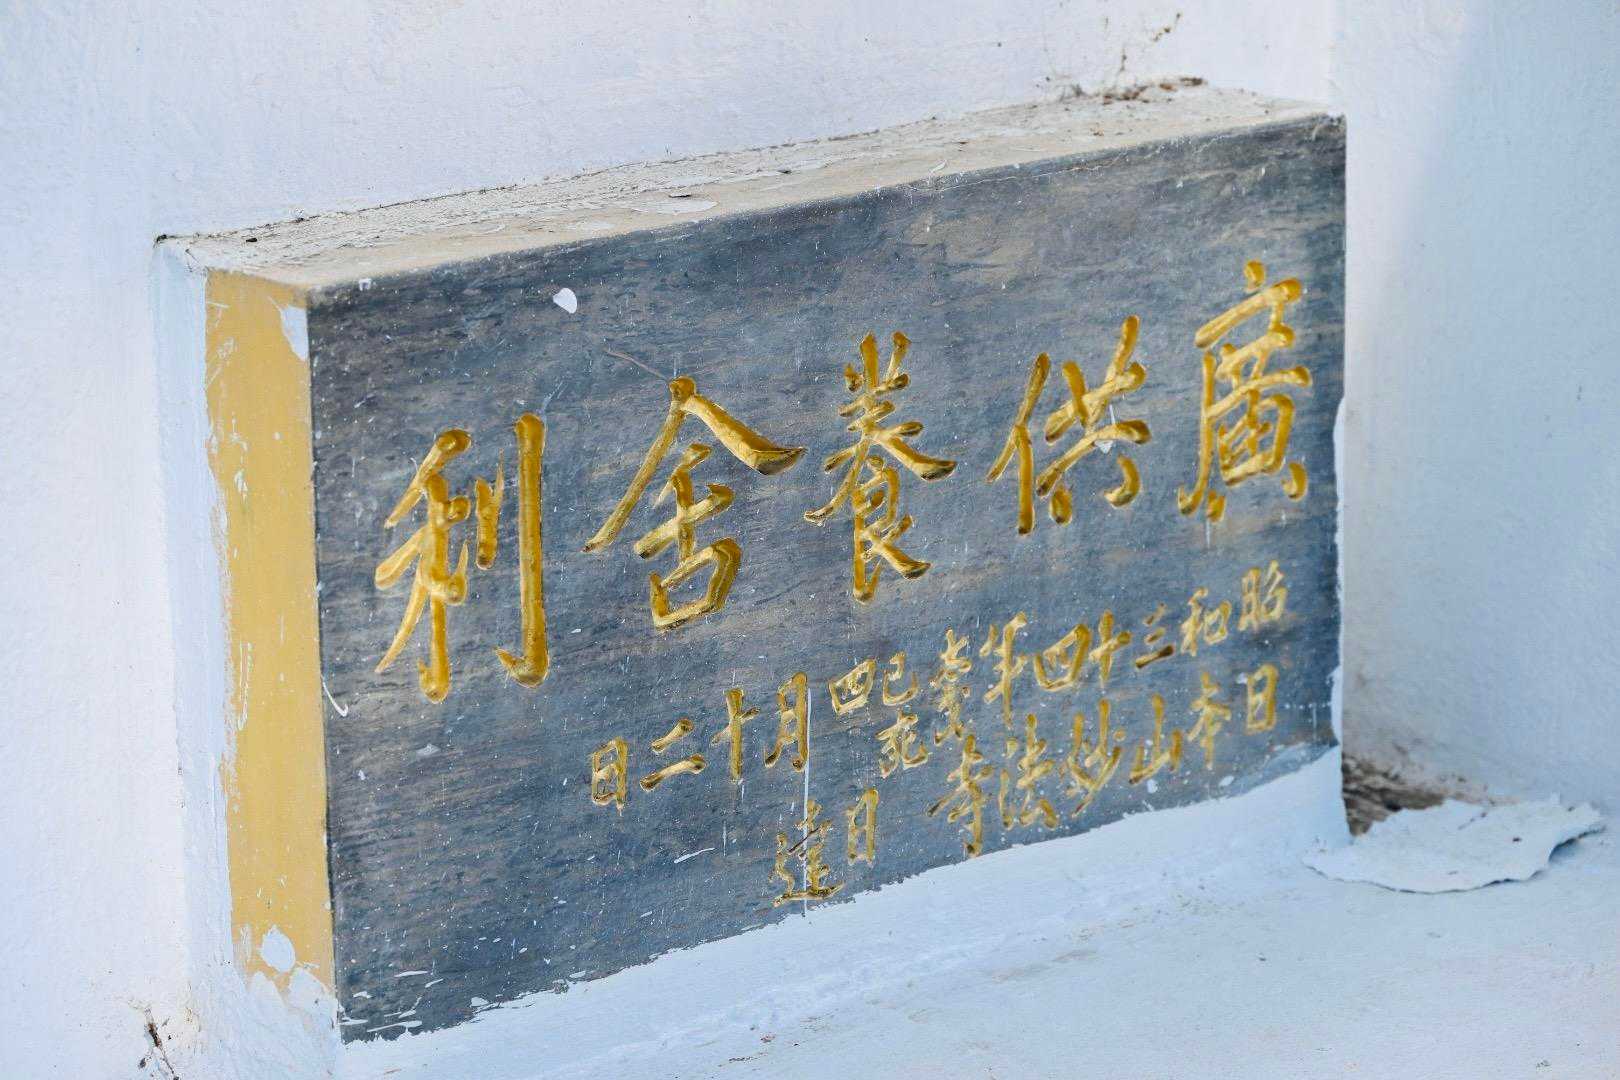 廣供養舍利
昭和三十四年歳己亥四月十二日
日本山妙法寺 日達